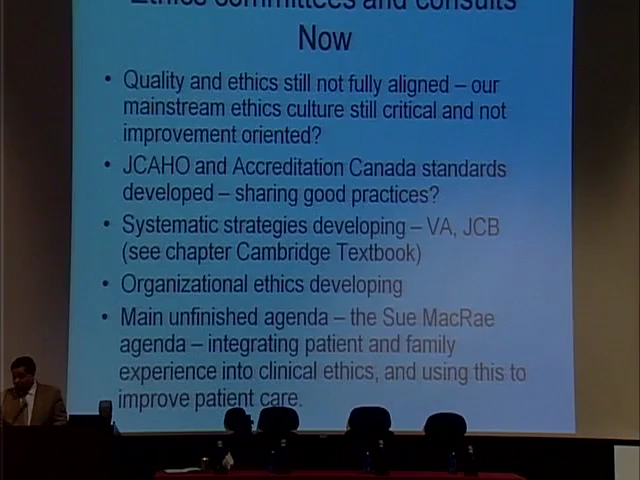 Ethics committees and consults
Now
• Quality and ethics still not fully aligned – our
mainstream ethics culture still critical and not
improvement oriented?
• JCAHO and Accreditation Canada standards
developed – sharing good practices?
• Systematic strategies developing – VA, JCB
(see chapter Cambridge Textbook)
• Organizational ethics developing
• Main unfinished agenda – the Sue MacRae
agenda – integrating patient and family
experience into clinical ethics, and using this to
improve patient care.